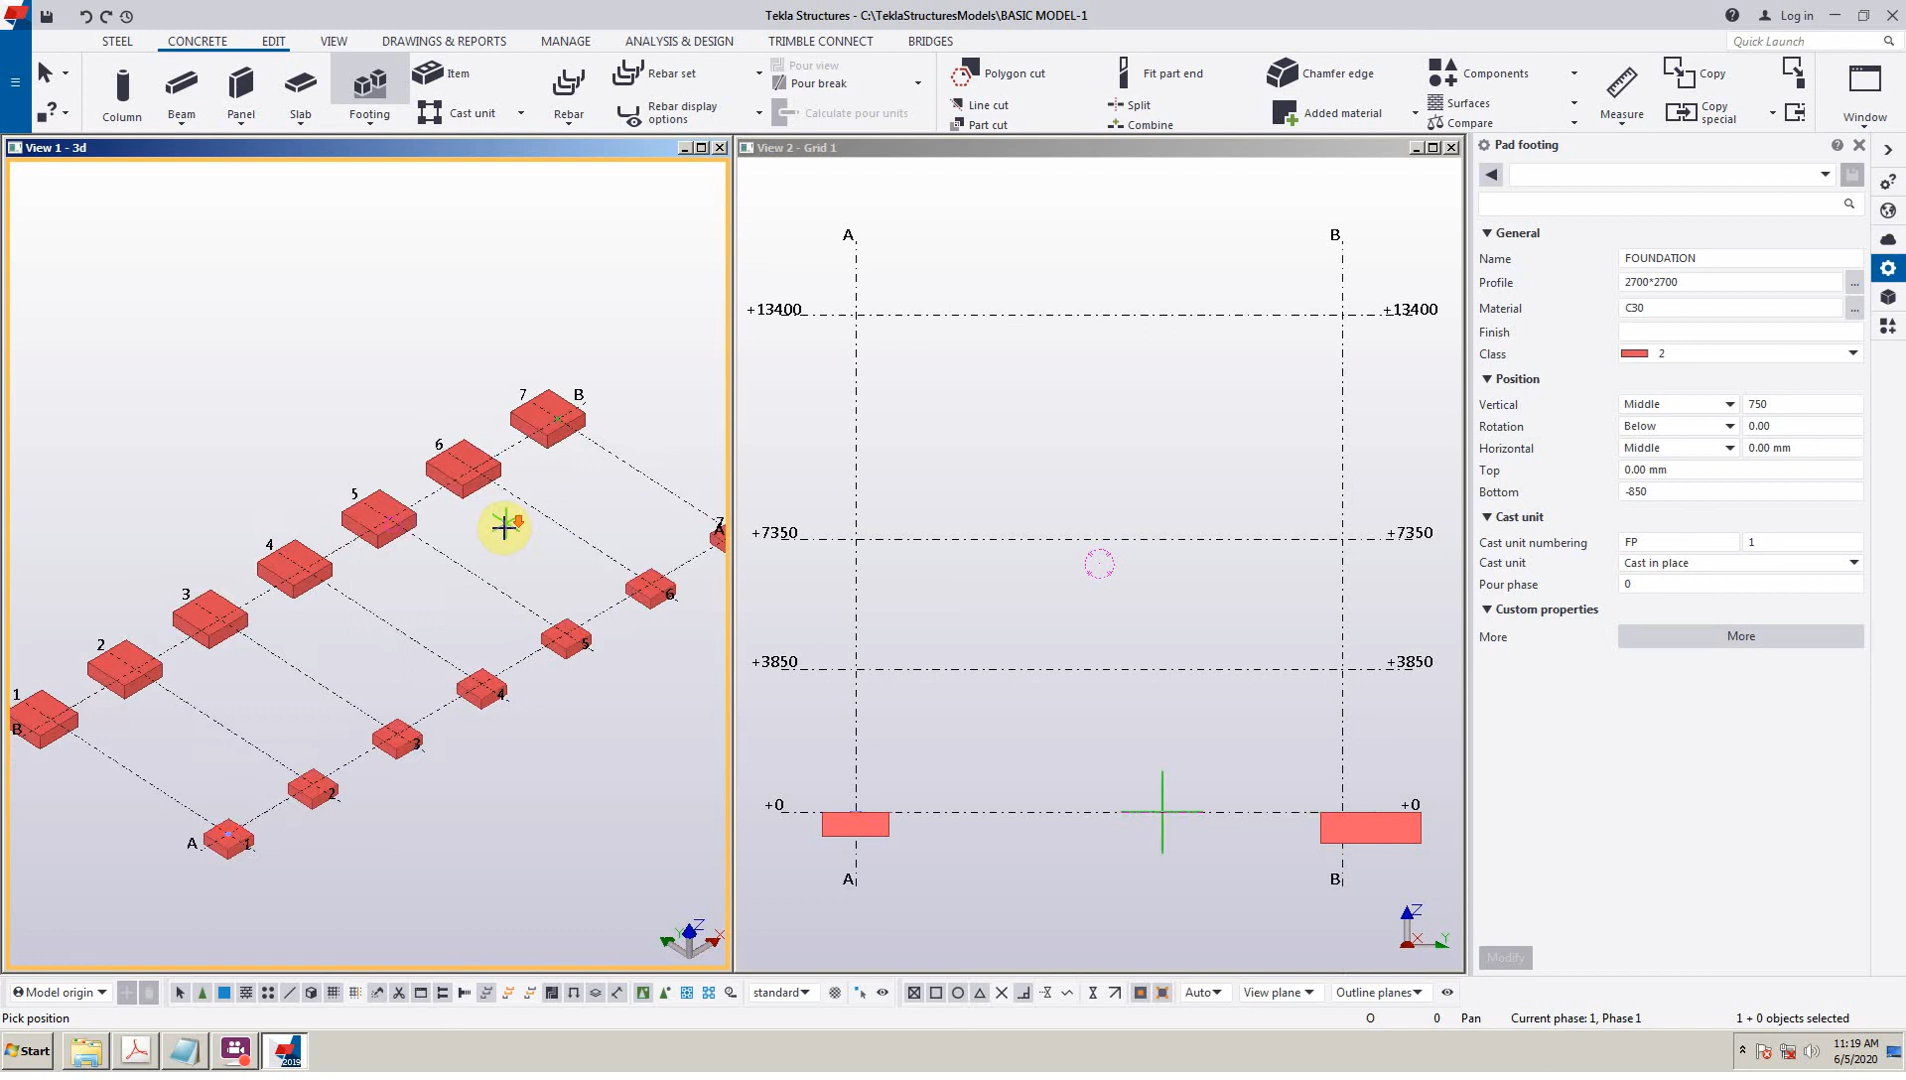 Tekla Structures - C:\TeklaStructuresModels\BASIC MODEL-1
Log in
STEEL CONCRETE EDIT VIEW DRAWINGS & REPORTS MANAGE ANALYSIS & DESIGN TRIMBLE CONNECT BRIDGES
Quick Launch
Column Beam Panel Slab Footing
Item
Cast unit
Rebar
Rebar set
Rebar display options
Pour view
Pour break
Calculate pour units
Polygon cut
Line cut
Part cut
Fit part end
Split
Combine
Chamfer edge
Added material
Components
Surfaces
Compare
Measure
Copy
Copy special
Window
View 1 - 3d
7 B
6
5
4
3
2
1
B
7
A
6
5
4
3
2
A 1
Z
Y X
View 2 - Grid 1
A B
+13400 +13400
+7350 +7350
+3850 +3850
+0 +0
A B
Z
X Y
Pad footing
General
Name FOUNDATION
Profile 2700*2700 ...
Material C30 ...
Finish
Class 2
Position
Vertical Middle 750
Rotation Below 0.00
Horizontal Middle 0.00 mm
Top 0.00 mm
Bottom -850
Cast unit
Cast unit numbering FP 1
Cast unit Cast in place
Pour phase 0
Custom properties
More More
Modify
Model origin standard Auto View plane Outline planes
Pick position O 0 Pan Current phase: 1, Phase 1 1 + 0 objects selected
Start 2019 11:19 AM
6/5/2020